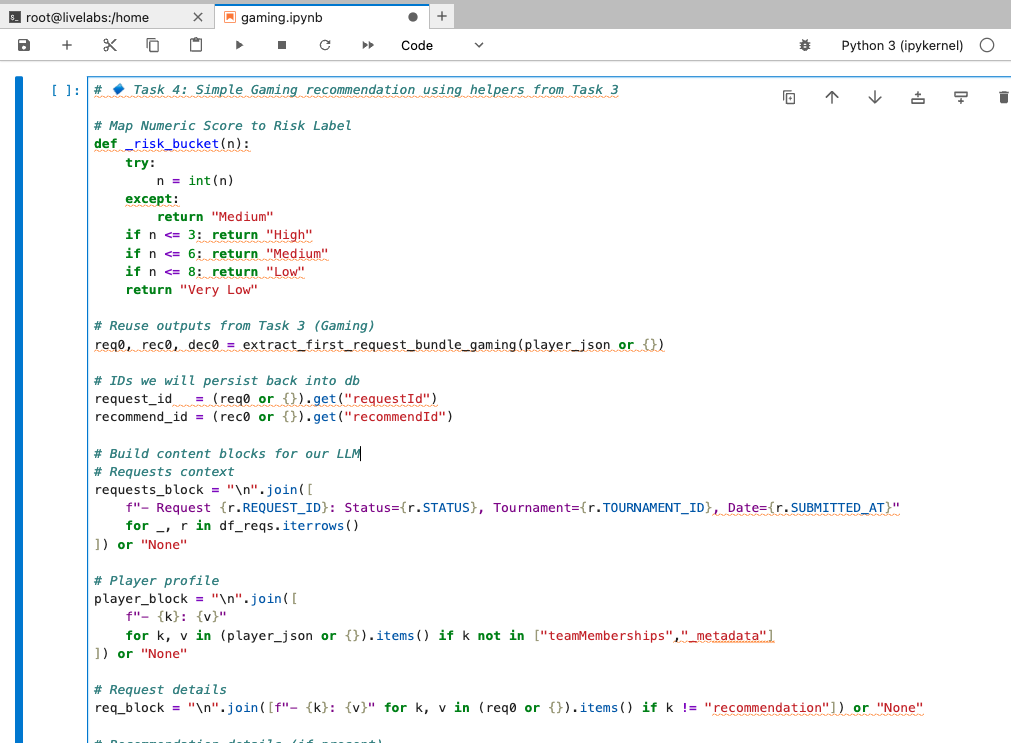 root@livelabs:/home
gaming.ipynb
Code
Python 3 (ipykernel)
[ ]:
# 🔷 Task 4: Simple Gaming recommendation using helpers from Task 3
# Map Numeric Score to Risk Label
def _risk_bucket(n):
    try:
        n = int(n)
    except:
        return "Medium"
    if n <= 3: return "High"
    if n <= 6: return "Medium"
    if n <= 8: return "Low"
    return "Very Low"
# Reuse outputs from Task 3 (Gaming)
req0, rec0, dec0 = extract_first_request_bundle_gaming(player_json or {})
# IDs we will persist back into db
request_id   = (req0 or {}).get("requestId")
recommend_id = (rec0 or {}).get("recommendId")
# Build content blocks for our LLM
# Requests context
requests_block = "\n".join([
    f"- Request {r.REQUEST_ID}: Status={r.STATUS}, Tournament={r.TOURNAMENT_ID}, Date={r.SUBMITTED_AT}"
    for _, r in df_reqs.iterrows()
]) or "None"
# Player profile
player_block = "\n".join([
    f"- {k}: {v}"
    for k, v in (player_json or {}).items() if k not in ["teamMemberships","_metadata"]
]) or "None"
# Request details
req_block = "\n".join([f"- {k}: {v}" for k, v in (req0 or {}).items() if k != "recommendation"]) or "None"
# Recommendation details (if present)